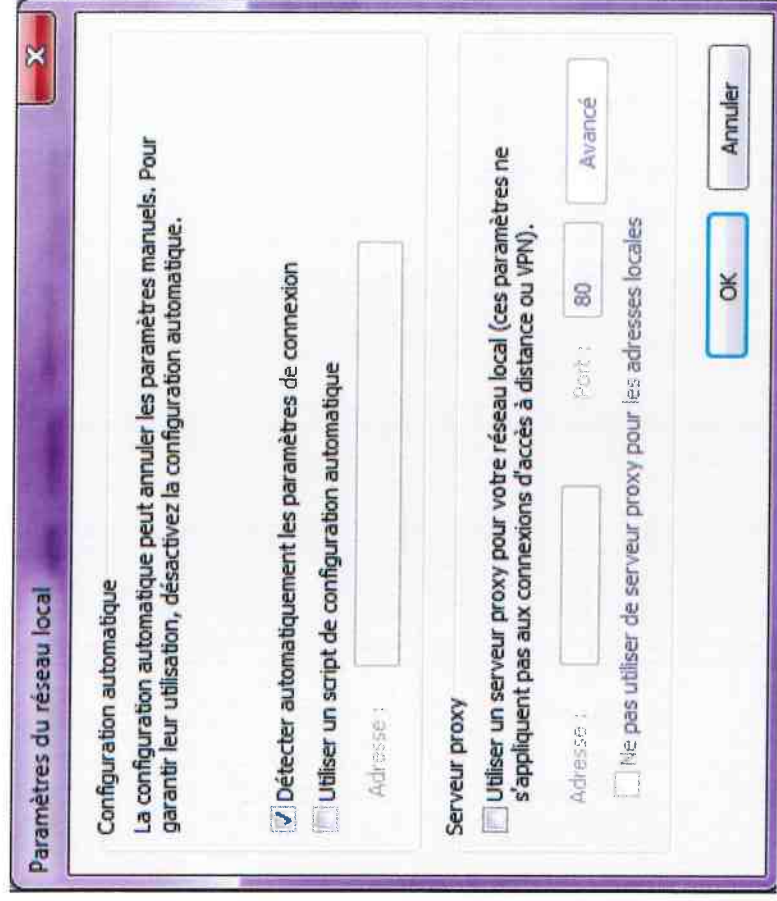 Paramètres du réseau local
Configuration automatique
La configuration automatique peut annuler les paramètres manuels. Pour
garantir leur utilisation, désactivez la configuration automatique.
Détecter automatiquement les paramètres de connexion
Utiliser un script de configuration automatique
Adresse :
Serveur proxy
Utiliser un serveur proxy pour votre réseau local (ces paramètres ne
s'appliquent pas aux connexions d'accès à distance ou VPN).
Adresse : Port : 80 Avancé
Ne pas utiliser de serveur proxy pour les adresses locales
OK Annuler